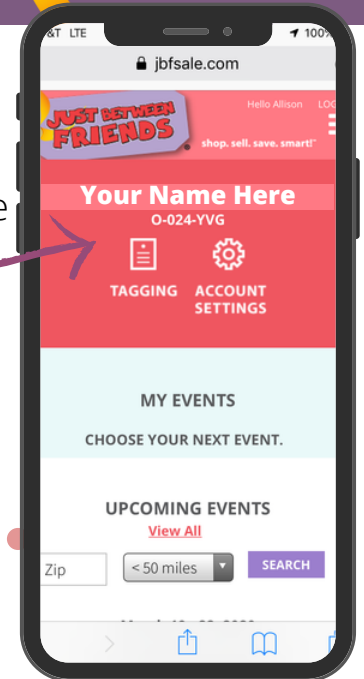 &T LTE 100%
jbfsale.com
Hello Allison LOG
JUST BETWEEN
FRIENDS
shop. sell. save. smart!™
Your Name Here
O-024-YVG
TAGGING ACCOUNT
SETTINGS
MY EVENTS
CHOOSE YOUR NEXT EVENT.
UPCOMING EVENTS
View All
Zip < 50 miles SEARCH